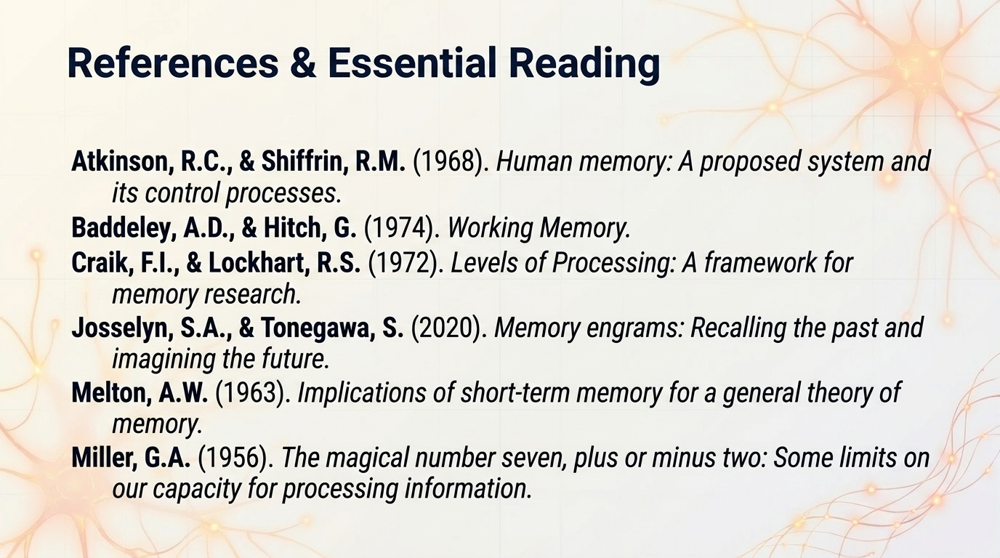 References & Essential Reading
Atkinson, R.C., & Shiffrin, R.M. (1968). Human memory: A proposed system and
its control processes.
Baddeley, A.D., & Hitch, G. (1974). Working Memory.
Craik, F.I., & Lockhart, R.S. (1972). Levels of Processing: A framework for
memory research.
Josselyn, S.A., & Tonegawa, S. (2020). Memory engrams: Recalling the past and
imagining the future.
Melton, A.W. (1963). Implications of short-term memory for a general theory of
memory.
Miller, G.A. (1956). The magical number seven, plus or minus two: Some limits on
our capacity for processing information.